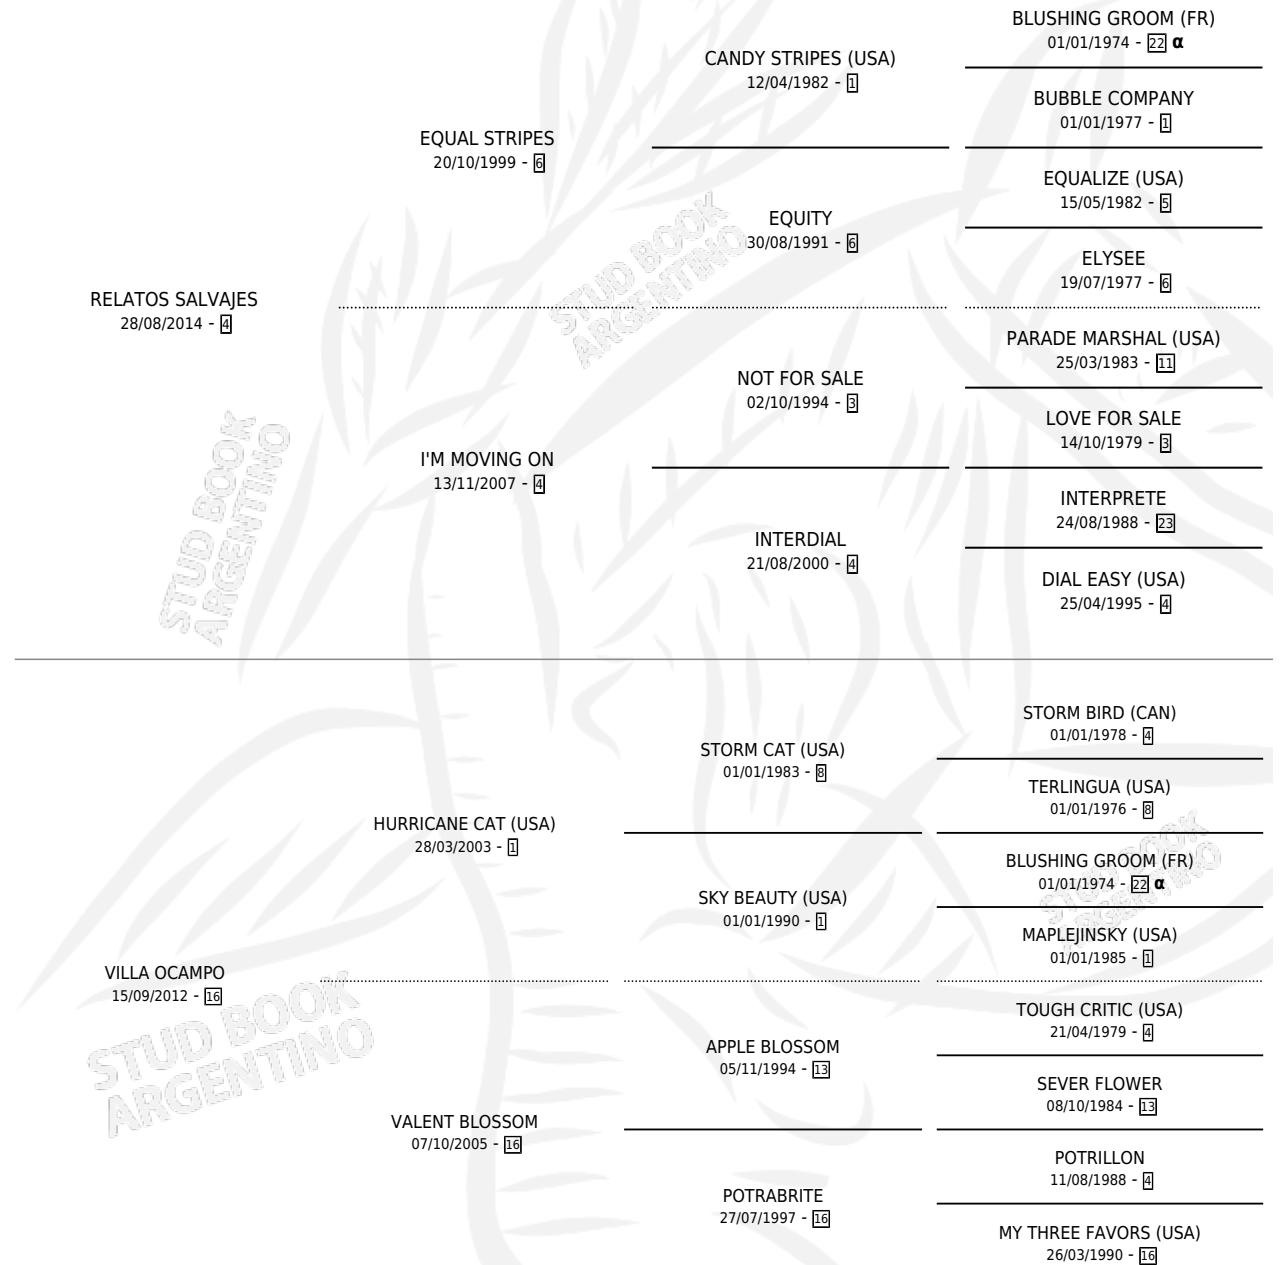 BLUSHING GROOM (FR)
01/01/1974 - 22 α
CANDY STRIPES (USA)
12/04/1982 - 1
BUBBLE COMPANY
01/01/1977 - 1
EQUAL STRIPES
20/10/1999 - 6
EQUALIZE (USA)
15/05/1982 - 5
EQUITY
30/08/1991 - 6
ELYSEE
19/07/1977 - 6
RELATOS SALVAJES
28/08/2014 - 4
PARADE MARSHAL (USA)
25/03/1983 - 11
NOT FOR SALE
02/10/1994 - 3
LOVE FOR SALE
14/10/1979 - 3
I'M MOVING ON
13/11/2007 - 4
INTERPRETE
24/08/1988 - 23
INTERDIAL
21/08/2000 - 4
DIAL EASY (USA)
25/04/1995 - 4
STORM BIRD (CAN)
01/01/1978 - 4
STORM CAT (USA)
01/01/1983 - 8
TERLINGUA (USA)
01/01/1976 - 8
HURRICANE CAT (USA)
28/03/2003 - 1
BLUSHING GROOM (FR)
01/01/1974 - 22 α
SKY BEAUTY (USA)
01/01/1990 - 1
MAPLEJINSKY (USA)
01/01/1985 - 1
VILLA OCAMPO
15/09/2012 - 16
TOUGH CRITIC (USA)
21/04/1979 - 4
APPLE BLOSSOM
05/11/1994 - 13
SEVER FLOWER
08/10/1984 - 13
VALENT BLOSSOM
07/10/2005 - 16
POTRILLON
11/08/1988 - 4
POTRABRITE
27/07/1997 - 16
MY THREE FAVORS (USA)
26/03/1990 - 16
STUD BOOK
ARGENTINO
STUD BOOK
ARGENTINO
STUD BOOK
ARGENTINO
STUD BOOK
ARGENTINO